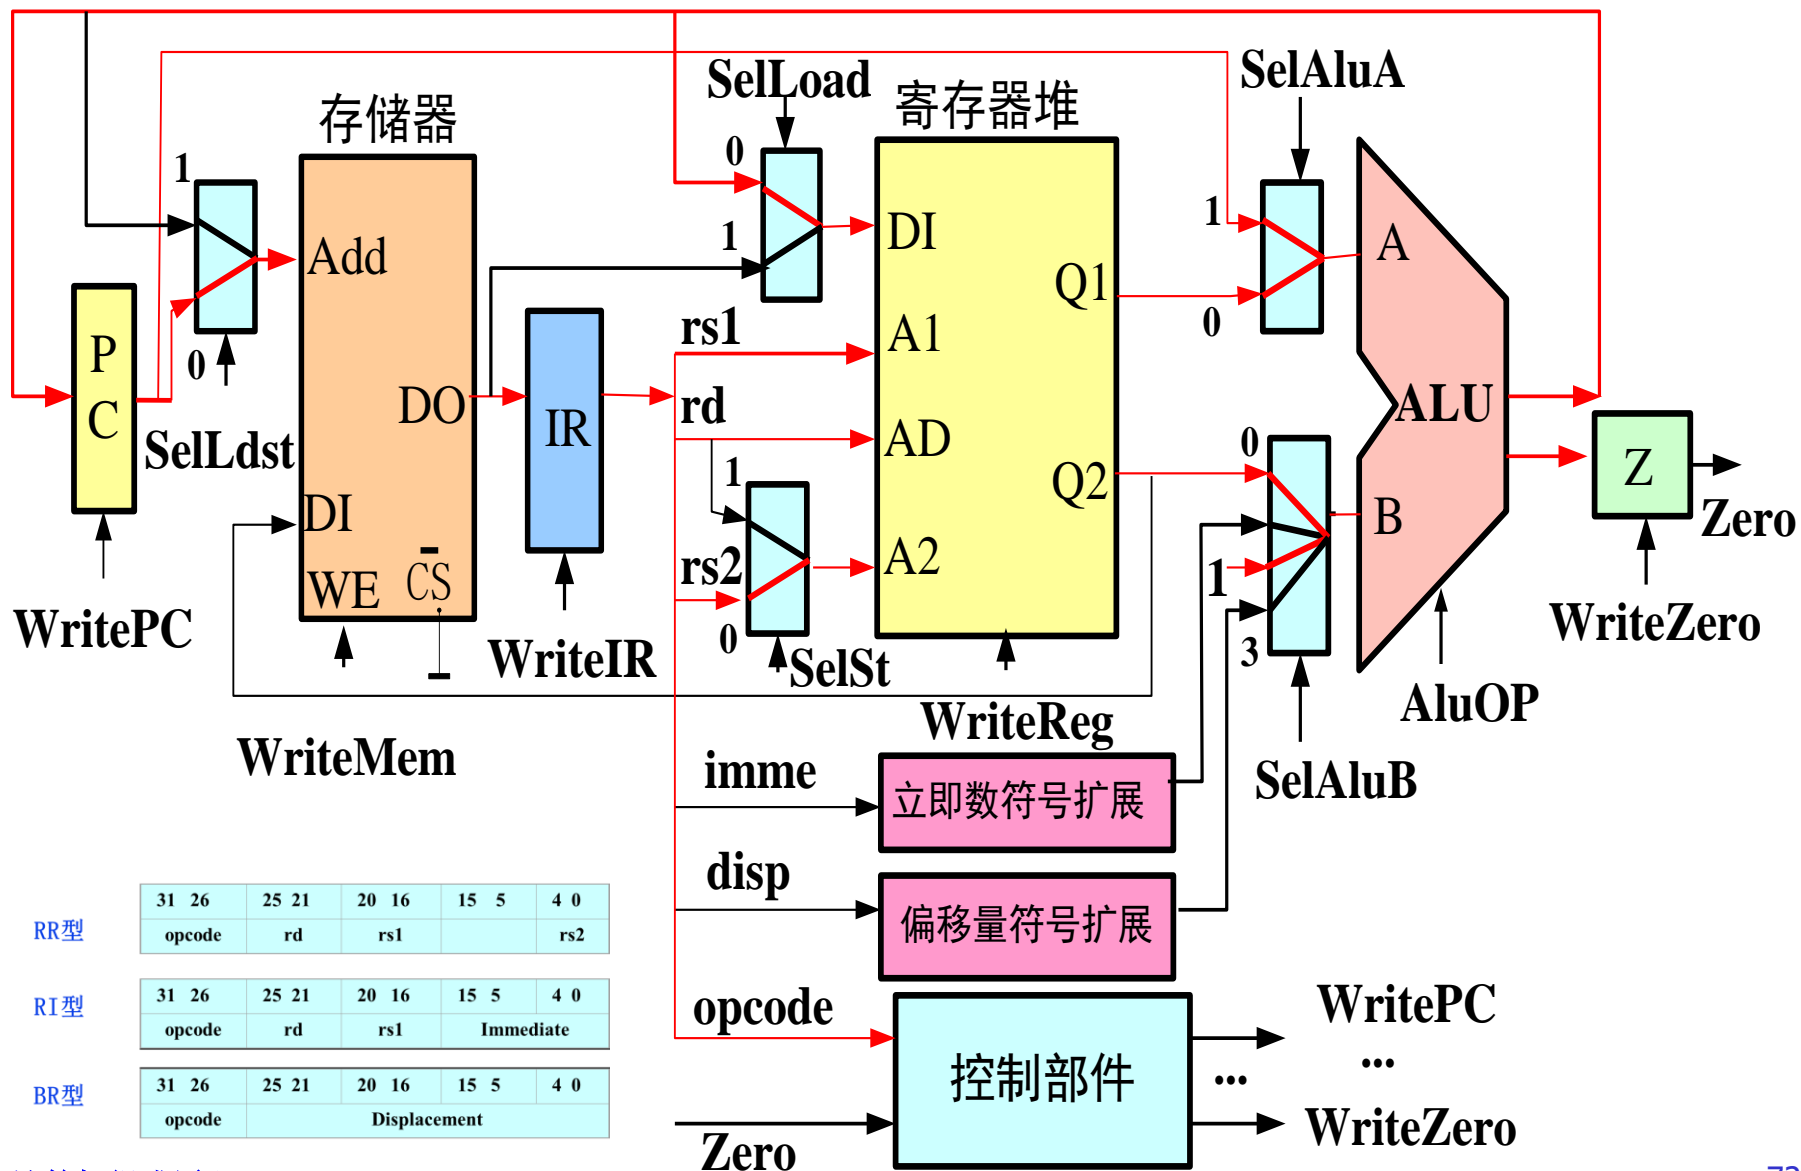 SelLoad
SelAluA
存储器
寄存器堆
1
0
1
Add
DI
Q1
1
A
0
P
C
0
SelLdst
DO
IR
rs1
A1
rd
AD
ALU
0
1
Q2
Z
Zero
DI
B
rs2
A2
1
WE
CS
0
3
WritePC
WriteIR
SelSt
WriteZero
AluOP
WriteReg
WriteMem
imme
立即数符号扩展
SelAluB
disp
偏移量符号扩展
RR型
31 26 25 21 20 16 15 5 4 0
opcode rd rs1 rs2
RI型
31 26 25 21 20 16 15 5 4 0
opcode rd rs1 Immediate
BR型
31 26 25 21 20 16 15 5 4 0
opcode Displacement
opcode
控制部件
WritePC
...
...
WriteZero
Zero